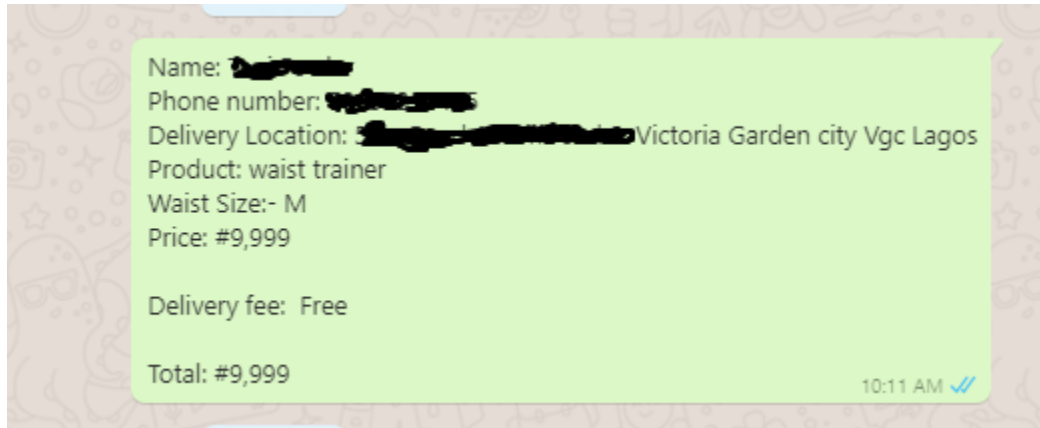 Name:
Phone number:
Delivery Location: Victoria Garden city Vgc Lagos
Product: waist trainer
Waist Size:- M
Price: #9,999
Delivery fee: Free
Total: #9,999
10:11 AM